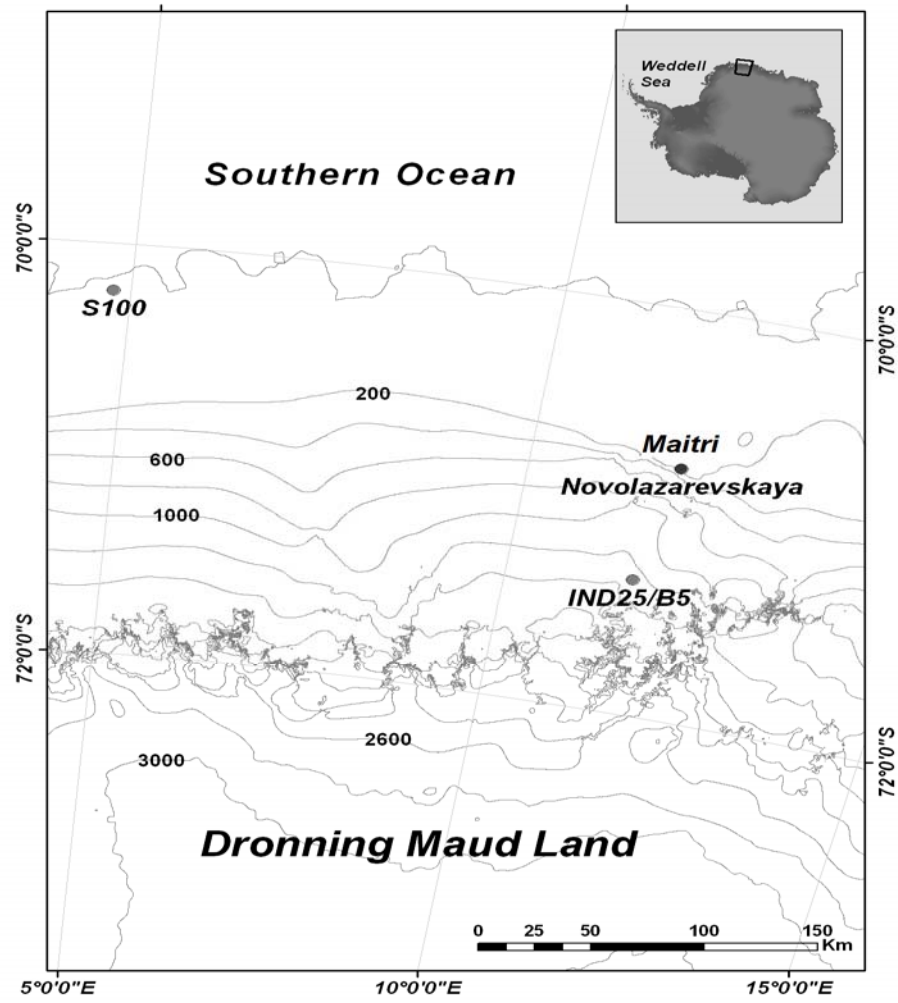 Weddell
Sea
Southern Ocean
70°0'0"S
S100
70°0'0"S
200
Maitri
600
Novolazarevskaya
1000
IND25/B5
72°0'0"S
2600
3000
72°0'0"S
Dronning Maud Land
0 25 50 100 150
Km
5°0'0"E 10°0'0"E 15°0'0"E